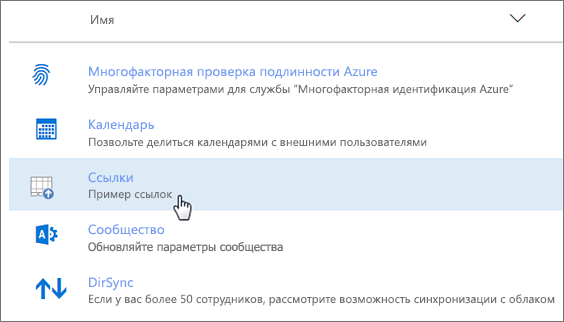 Имя
Многофакторная проверка подлинности Azure
Управляйте параметрами для службы "Многофакторная идентификация Azure"
Календарь
Позвольте делиться календарями с внешними пользователями
Ссылки
Пример ссылок
Сообщество
Обновляйте параметры сообщества
DirSync
Если у вас более 50 сотрудников, рассмотрите возможность синхронизации с облаком